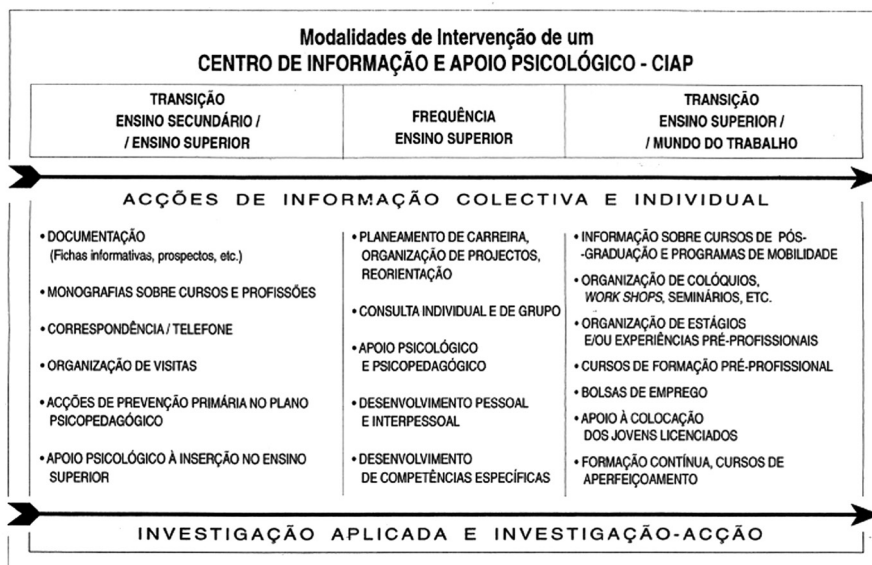 Modalidades de Intervenção de um
CENTRO DE INFORMAÇÃO E APOIO PSICOLÓGICO - CIAP
TRANSIÇÃO
ENSINO SECUNDÁRIO /
/ ENSINO SUPERIOR
FREQUÊNCIA
ENSINO SUPERIOR
TRANSIÇÃO
ENSINO SUPERIOR /
/ MUNDO DO TRABALHO
ACÇÕES DE INFORMAÇÃO COLECTIVA E INDIVIDUAL
• DOCUMENTAÇÃO
(Fichas informativas, prospectos, etc.)
• MONOGRAFIAS SOBRE CURSOS E PROFISSÕES
• CORRESPONDÊNCIA / TELEFONE
• ORGANIZAÇÃO DE VISITAS
• ACÇÕES DE PREVENÇÃO PRIMÁRIA NO PLANO
PSICOPEDAGÓGICO
• APOIO PSICOLÓGICO À INSERÇÃO NO ENSINO
SUPERIOR
• PLANEAMENTO DE CARREIRA,
ORGANIZAÇÃO DE PROJECTOS,
REORIENTAÇÃO
• CONSULTA INDIVIDUAL E DE GRUPO
• APOIO PSICOLÓGICO
E PSICOPEDAGÓGICO
• DESENVOLVIMENTO PESSOAL
E INTERPESSOAL
• DESENVOLVIMENTO
DE COMPETÊNCIAS ESPECÍFICAS
• INFORMAÇÃO SOBRE CURSOS DE PÓS-
-GRADUAÇÃO E PROGRAMAS DE MOBILIDADE
• ORGANIZAÇÃO DE COLÓQUIOS,
WORK SHOPS, SEMINÁRIOS, ETC.
• ORGANIZAÇÃO DE ESTÁGIOS
E/OU EXPERIÊNCIAS PRÉ-PROFISSIONAIS
• CURSOS DE FORMAÇÃO PRÉ-PROFISSIONAL
• BOLSAS DE EMPREGO
• APOIO À COLOCAÇÃO
DOS JOVENS LICENCIADOS
• FORMAÇÃO CONTÍNUA, CURSOS DE
APERFEIÇOAMENTO
INVESTIGAÇÃO APLICADA E INVESTIGAÇÃO-ACÇÃO